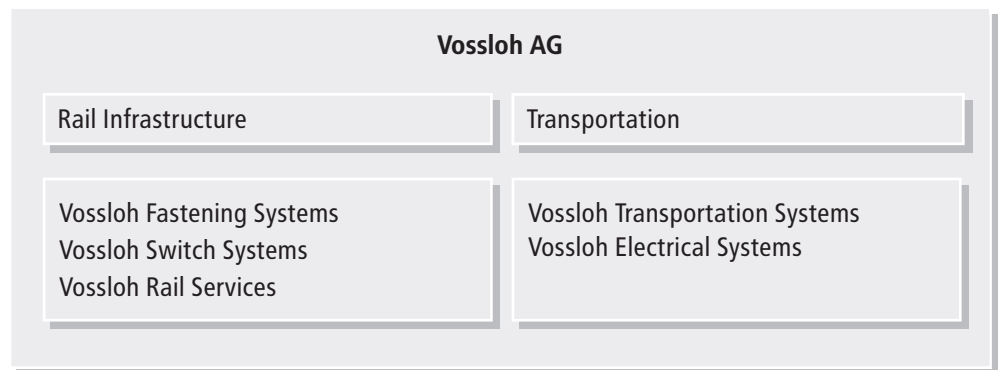 Vossloh AG
Rail Infrastructure
Transportation
Vossloh Fastening Systems
Vossloh Switch Systems
Vossloh Rail Services
Vossloh Transportation Systems
Vossloh Electrical Systems